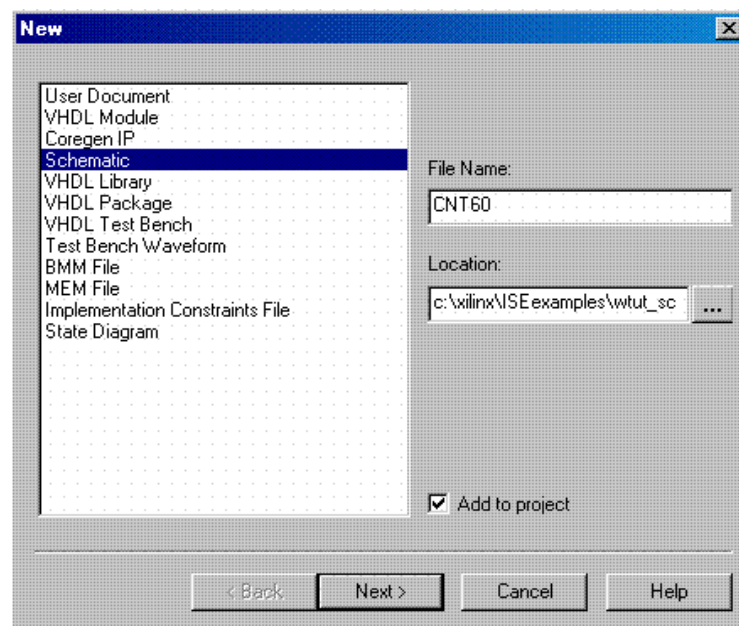 New
User Document
VHDL Module
Coregen IP
Schematic
VHDL Library
VHDL Package
VHDL Test Bench
Test Bench Waveform
BMM File
MEM File
Implementation Constraints File
State Diagram
File Name:
CNT60
Location:
c:\xilinx\ISEexamples\wtut_sc
...
Add to project
< Back
Next >
Cancel
Help